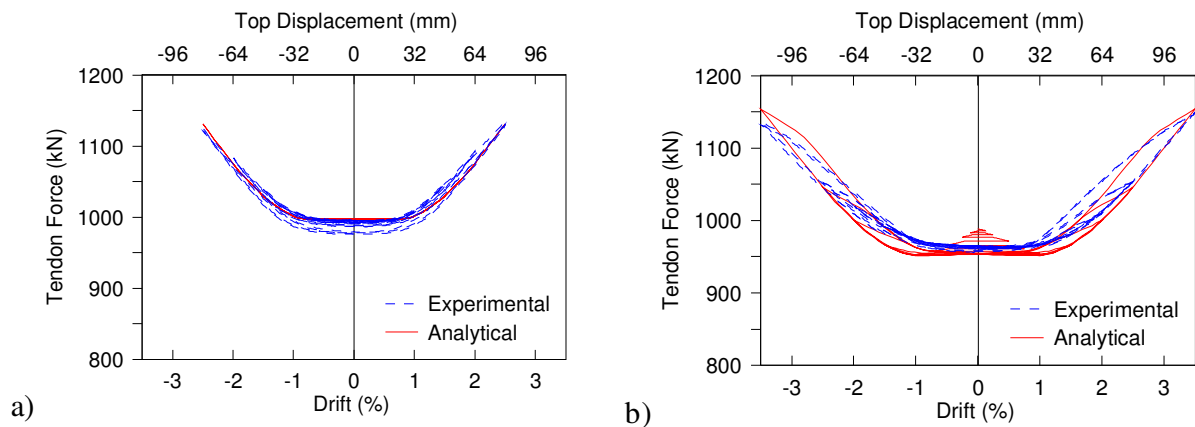 Top Displacement (mm)
-96 -64 -32 0 32 64 96
1200
1100
1000
900
800
Tendon Force (kN)
Experimental
Analytical
-3 -2 -1 0 1 2 3
Drift (%)
a)
Top Displacement (mm)
-96 -64 -32 0 32 64 96
1200
1100
1000
900
800
Tendon Force (kN)
Experimental
Analytical
-3 -2 -1 0 1 2 3
Drift (%)
b)